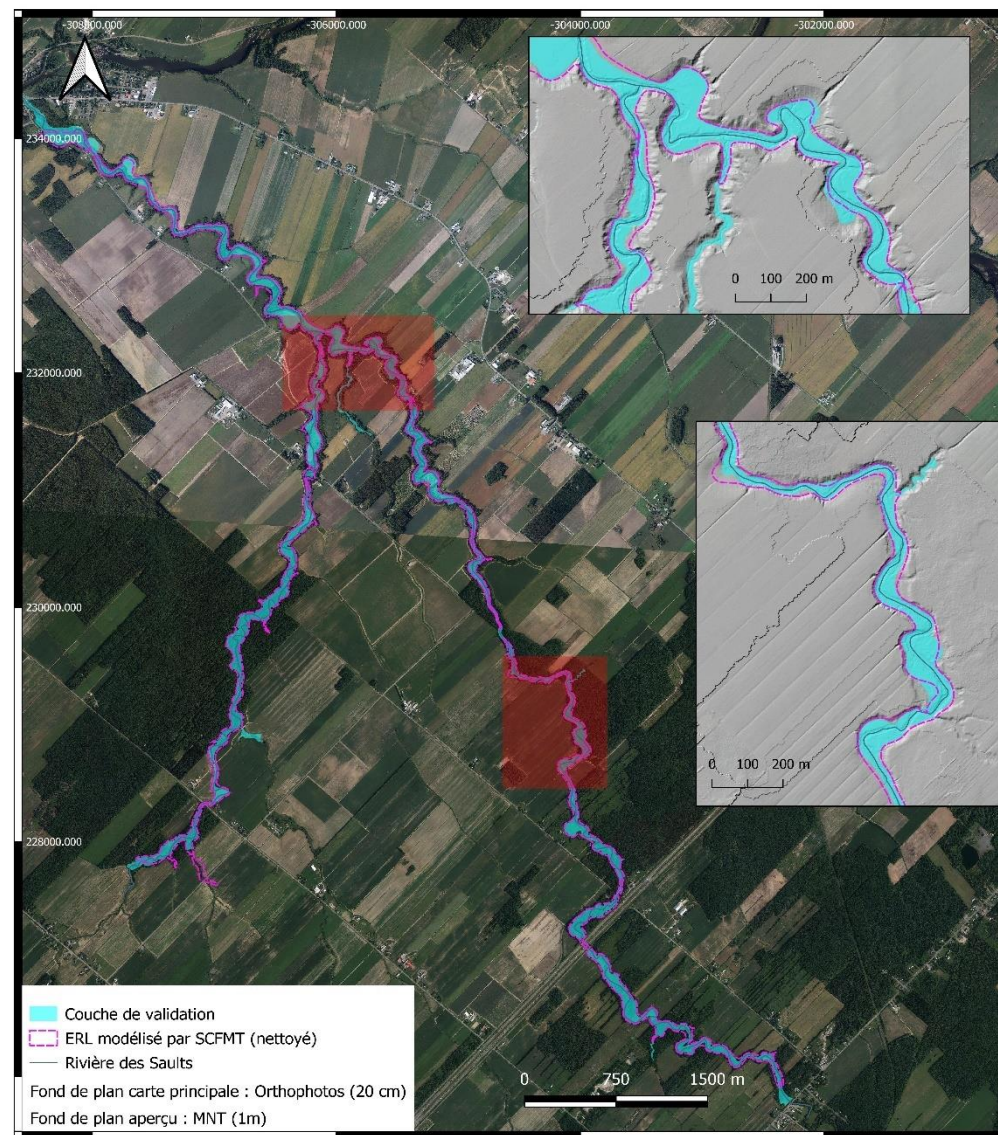 -308000.000 -306000.000 -304000.000 -302000.000
234000.000
232000.000
230000.000
228000.000
0 100 200 m
0 100 200 m
Couche de validation
ERL modélisé par SCFMT (nettoyé)
Rivière des Saults
Fond de plan carte principale : Orthophotos (20 cm)
Fond de plan aperçu : MNT (1m)
0 750 1500 m